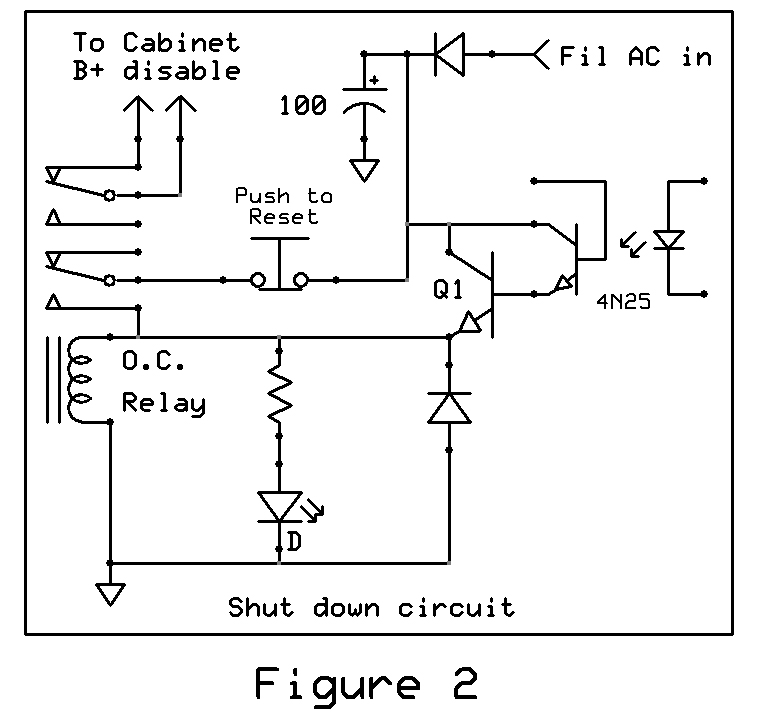 To Cabinet
B+ disable
Fil AC in
+
100
Push to
Reset
Q1
4N25
O.C.
Relay
D
Shut down circuit
Figure 2